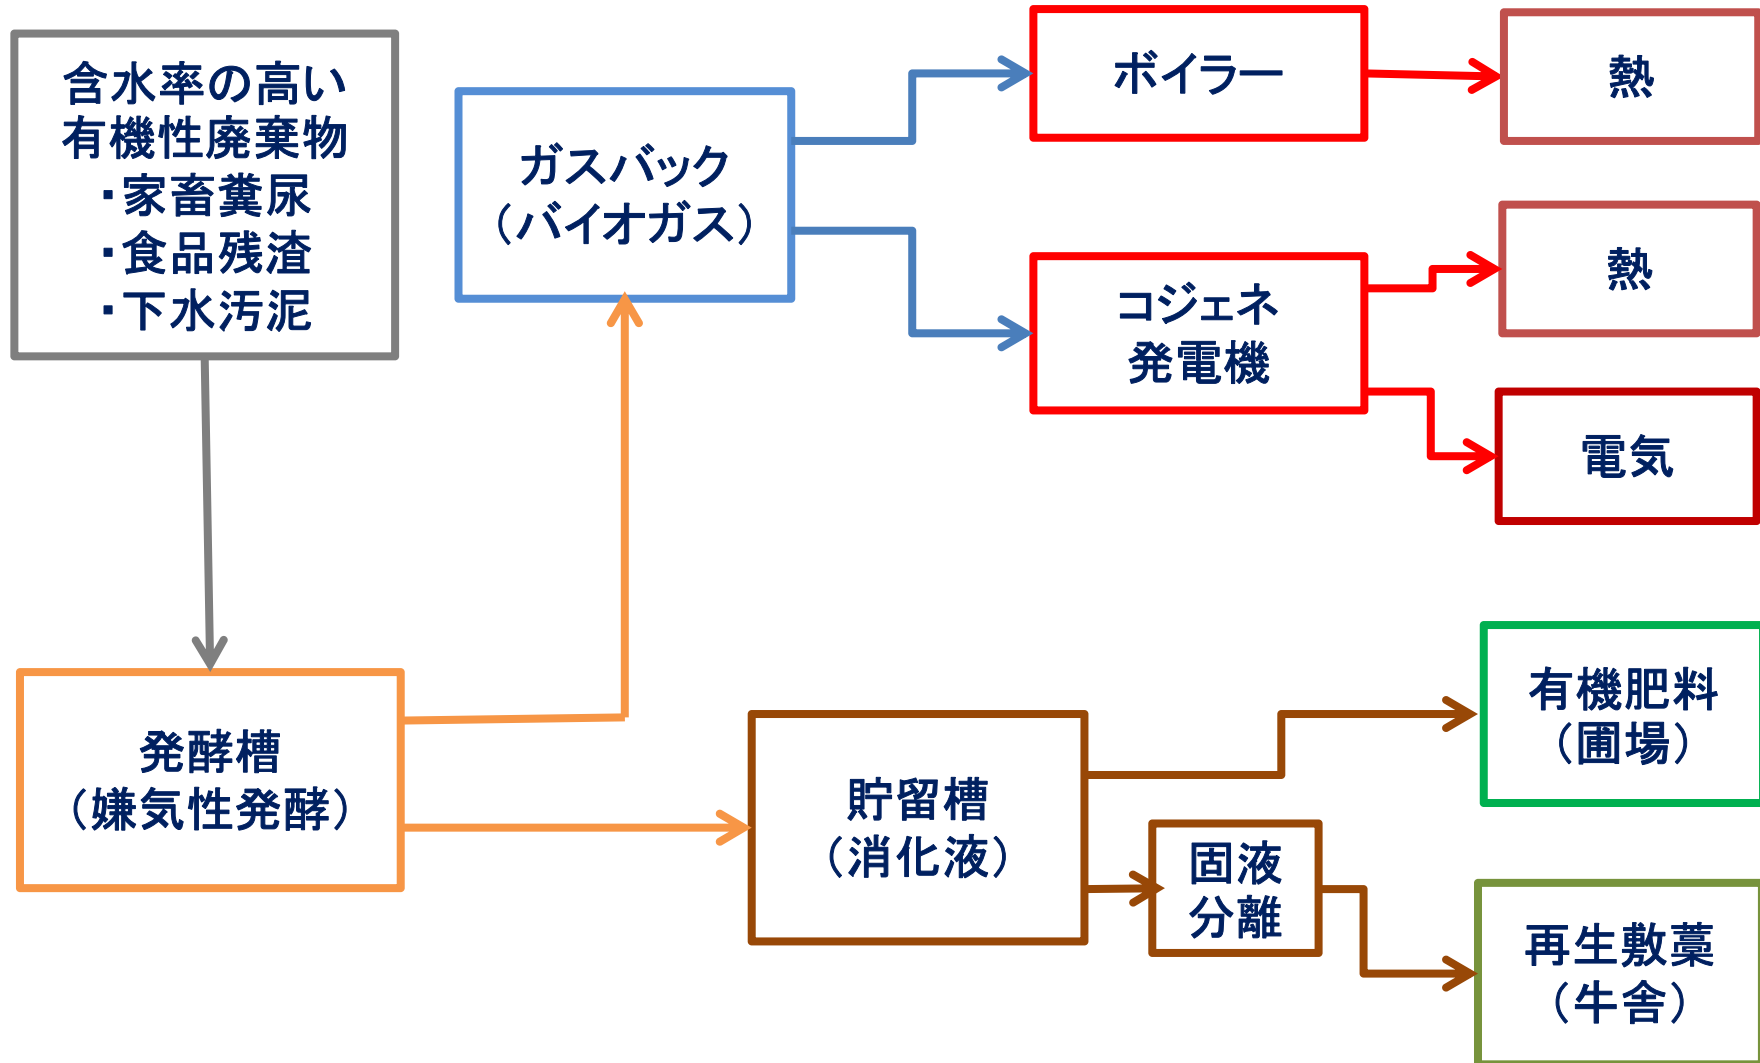 含水率の高い
有機性廃棄物
・家畜糞尿
・食品残渣
・下水汚泥
ガスバック
（バイオガス）
ボイラー
熱
コジェネ
発電機
熱
電気
発酵槽
（嫌気性発酵）
貯留槽
（消化液）
固液
分離
有機肥料
（圃場）
再生敷藁
（牛舎）